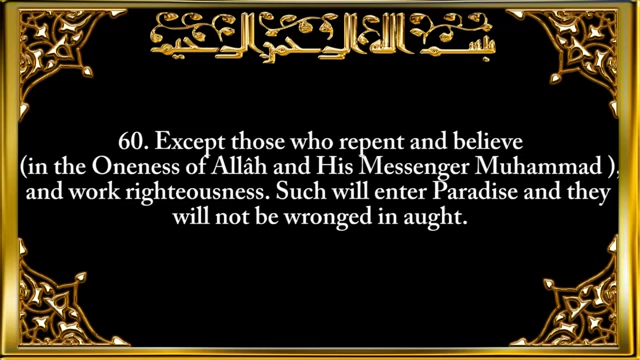 بسم الله الرحمن الرحيم
60. Except those who repent and believe
(in the Oneness of Allâh and His Messenger Muhammad ),
and work righteousness. Such will enter Paradise and they
will not be wronged in aught.